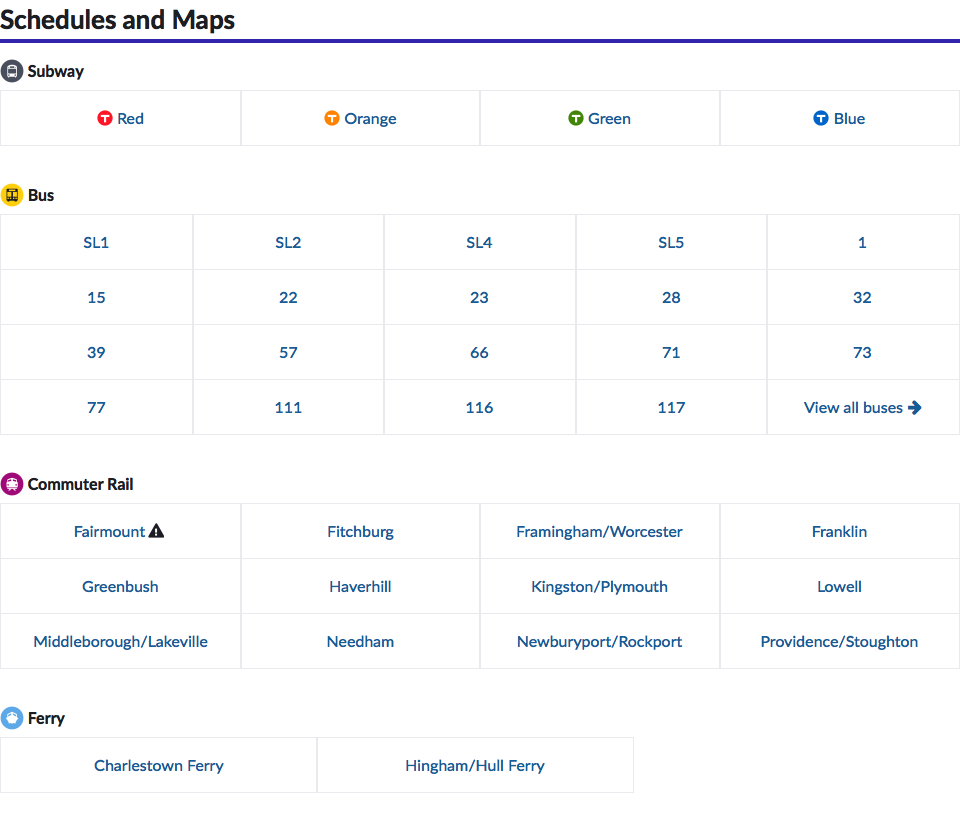 Schedules and Maps
Subway
T Red T Orange T Green T Blue
Bus
SL1 SL2 SL4 SL5 1
15 22 23 28 32
39 57 66 71 73
77 111 116 117 View all buses →
Commuter Rail
Fairmount Fitchburg Framingham/Worcester Franklin
Greenbush Haverhill Kingston/Plymouth Lowell
Middleborough/Lakeville Needham Newburyport/Rockport Providence/Stoughton
Ferry
Charlestown Ferry Hingham/Hull Ferry